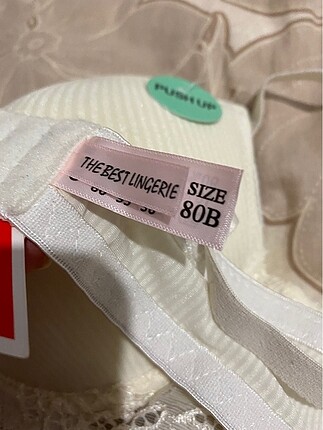 PUSH UP
THE BEST LINGERIE
SIZE
80B